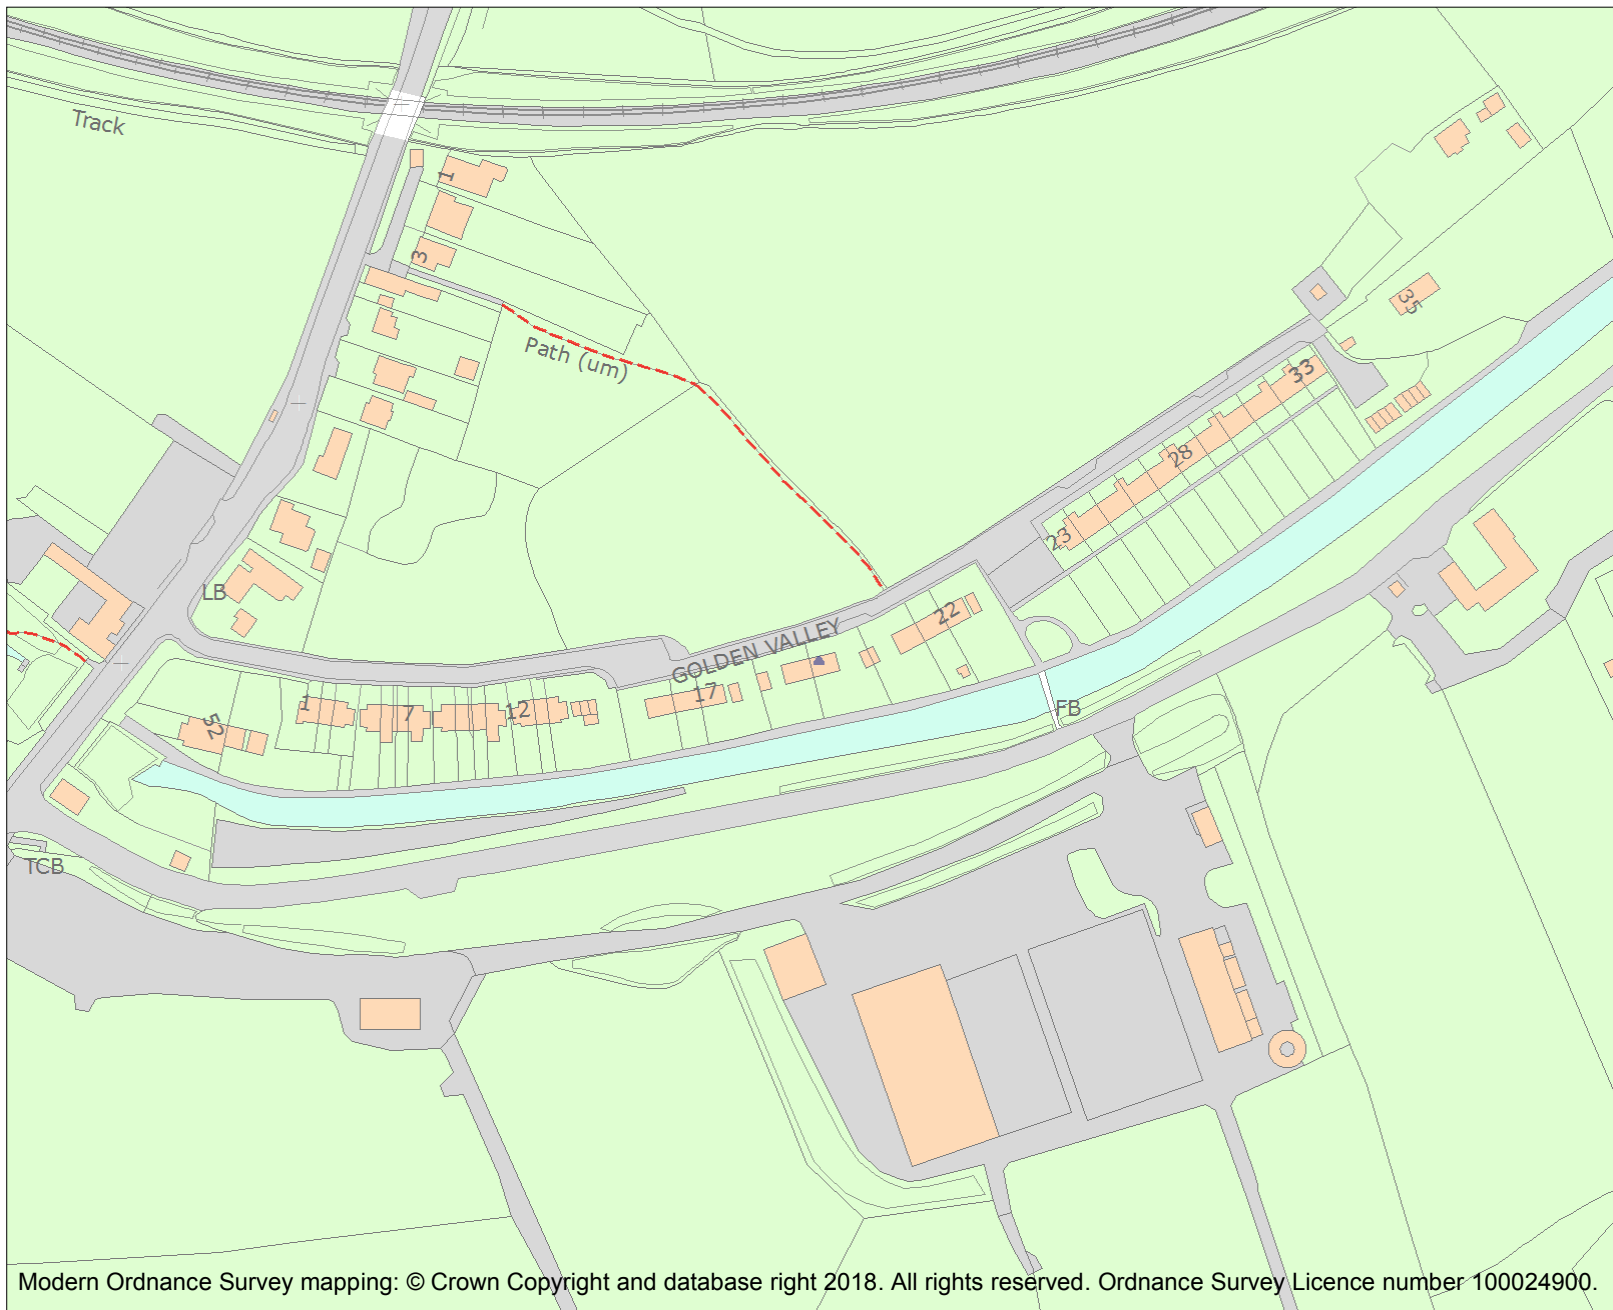 Track
1
3
Path (um)
35
33
28
23
LB
22
GOLDEN VALLEY
17
1
7
12
52
FB
TCB
Modern Ordnance Survey mapping: © Crown Copyright and database right 2018. All rights reserved. Ordnance Survey Licence number 100024900.